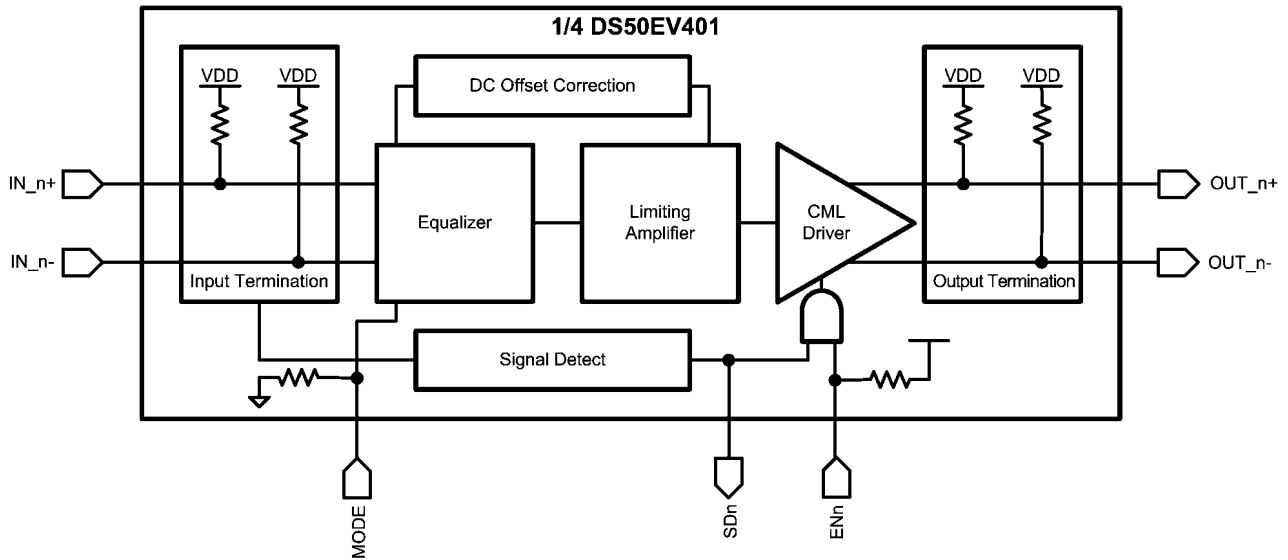 1/4 DS50EV401
VDD
VDD
DC Offset Correction
VDD
VDD
IN_n+
OUT_n+
Equalizer
Limiting
Amplifier
CML
Driver
IN_n-
OUT_n-
Input Termination
Output Termination
Signal Detect
MODE
SDn
ENn